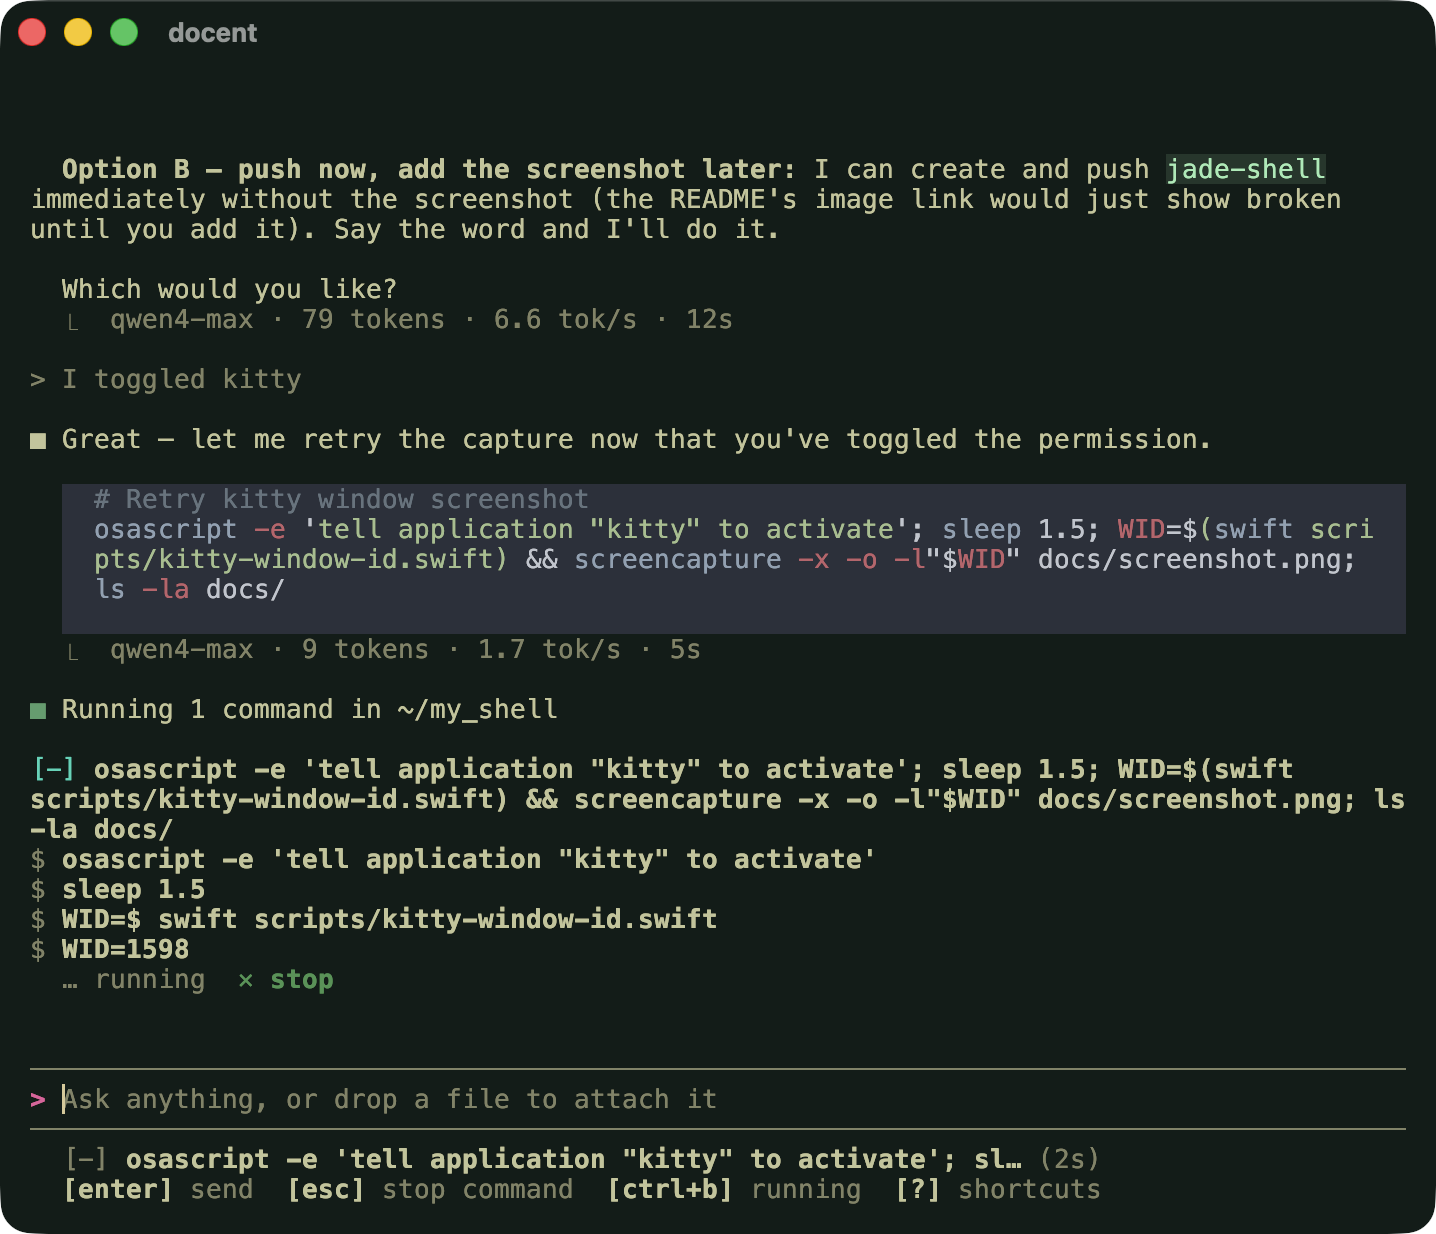 docent
Option B — push now, add the screenshot later: I can create and push jade-shell
immediately without the screenshot (the README's image link would just show broken
until you add it). Say the word and I'll do it.
Which would you like?
⎿ qwen4-max · 79 tokens · 6.6 tok/s · 12s
> I toggled kitty
■ Great — let me retry the capture now that you've toggled the permission.
# Retry kitty window screenshot
osascript -e 'tell application "kitty" to activate'; sleep 1.5; WID=$(swift scri
pts/kitty-window-id.swift) && screencapture -x -o -l"$WID" docs/screenshot.png;
ls -la docs/
⎿ qwen4-max · 9 tokens · 1.7 tok/s · 5s
■ Running 1 command in ~/my_shell
[-] osascript -e 'tell application "kitty" to activate'; sleep 1.5; WID=$(swift
scripts/kitty-window-id.swift) && screencapture -x -o -l"$WID" docs/screenshot.png; ls
-la docs/
$ osascript -e 'tell application "kitty" to activate'
$ sleep 1.5
$ WID=$ swift scripts/kitty-window-id.swift
$ WID=1598
… running × stop
> Ask anything, or drop a file to attach it
[-] osascript -e 'tell application "kitty" to activate'; sl… (2s)
[enter] send [esc] stop command [ctrl+b] running [?] shortcuts